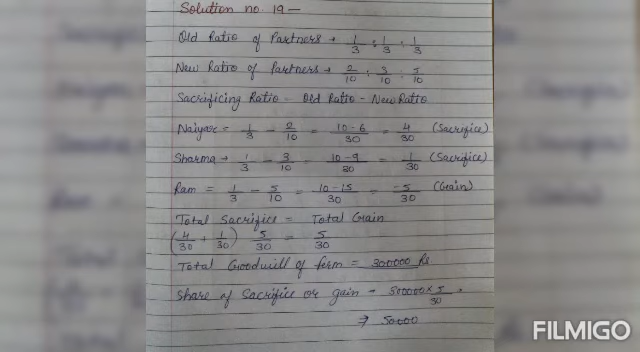 Solution no. 19 —
Old Ratio of Partners → 1/3 : 1/3 : 1/3
New Ratio of Partners → 2/10 : 3/10 : 5/10
Sacrificing Ratio - Old Ratio - New Ratio
= 1/3 - 2/10 = 10-6/30 = 4/30 (Sacrifice)
Sharma → 1/3 - 3/10 = 10-9/30 = 1/30 (Sacrifice)
Ram = 1/3 - 5/10 = 10-15/30 = -5/30 (Gain)
Total Sacrifice = Total Gain
(4/30 + 1/30) 5/30 = 5/30
Total Goodwill of ferm = 300000 Rs.
Share of Sacrifice or gain = 300000 × 5/30
⇒ 50000
FILMIGO